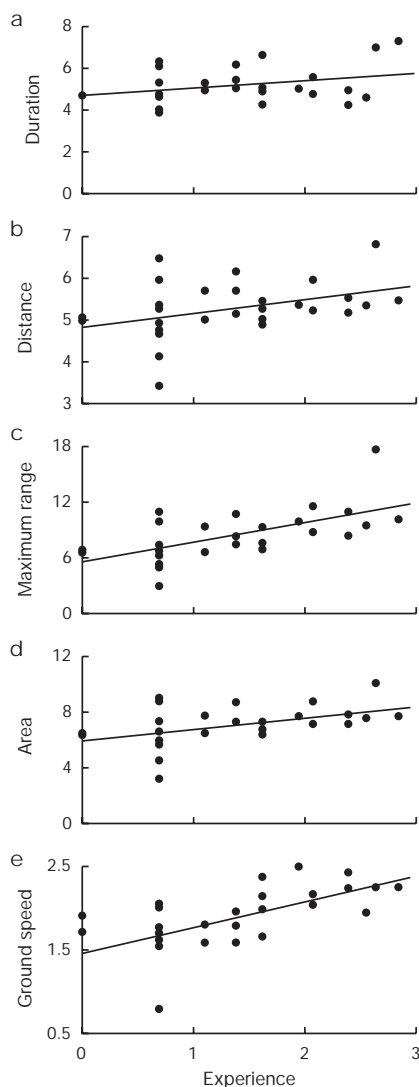 a
8
6
4
2
0
Duration
b
7
6
5
4
3
Distance
c
18
12
6
0
Maximum range
d
12
8
4
0
Area
e
2.5
1.5
0.5
Ground speed
0 1 2 3
Experience